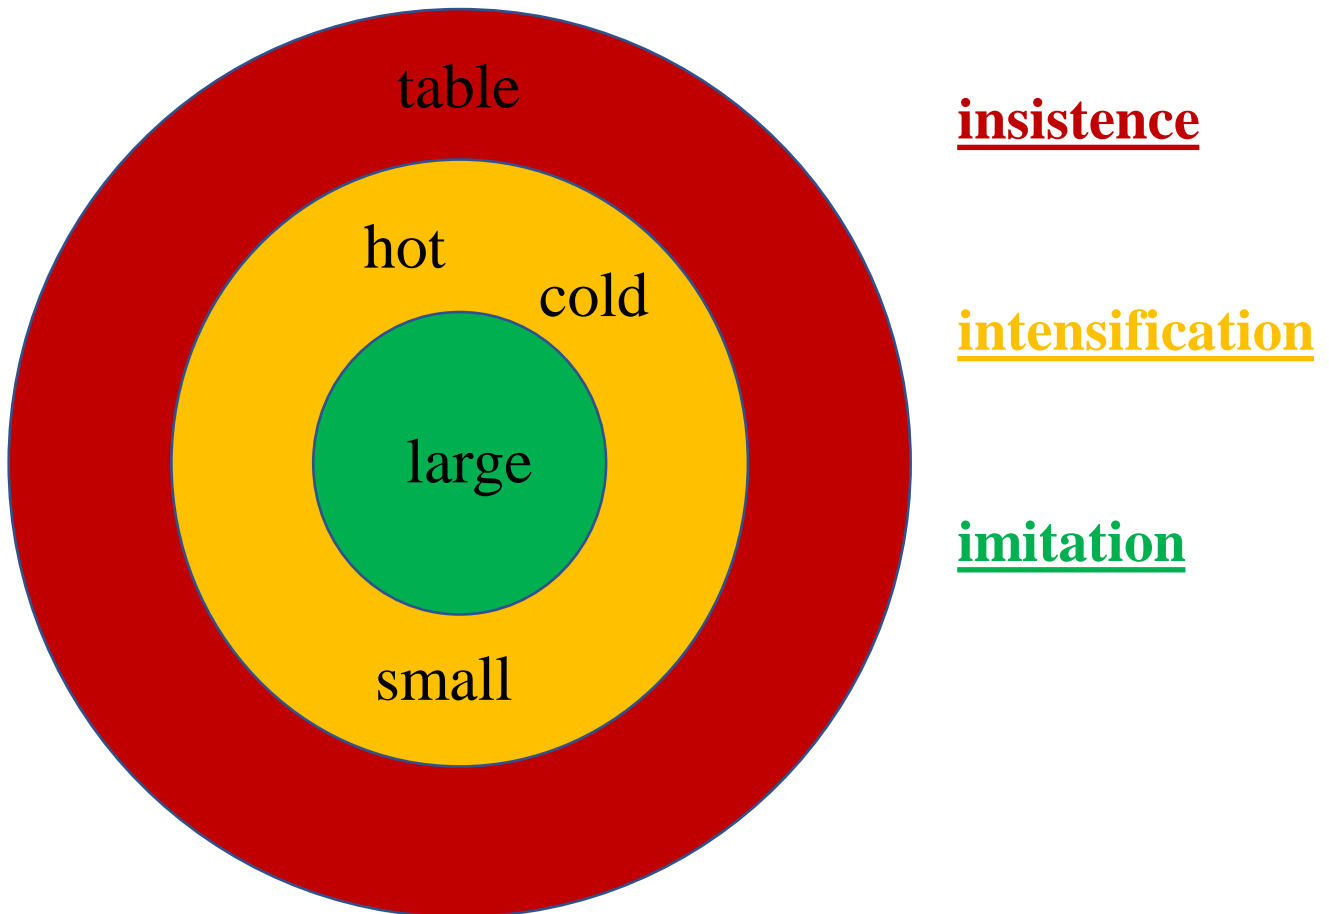 table
hot
cold
large
small
insistence
intensification
imitation